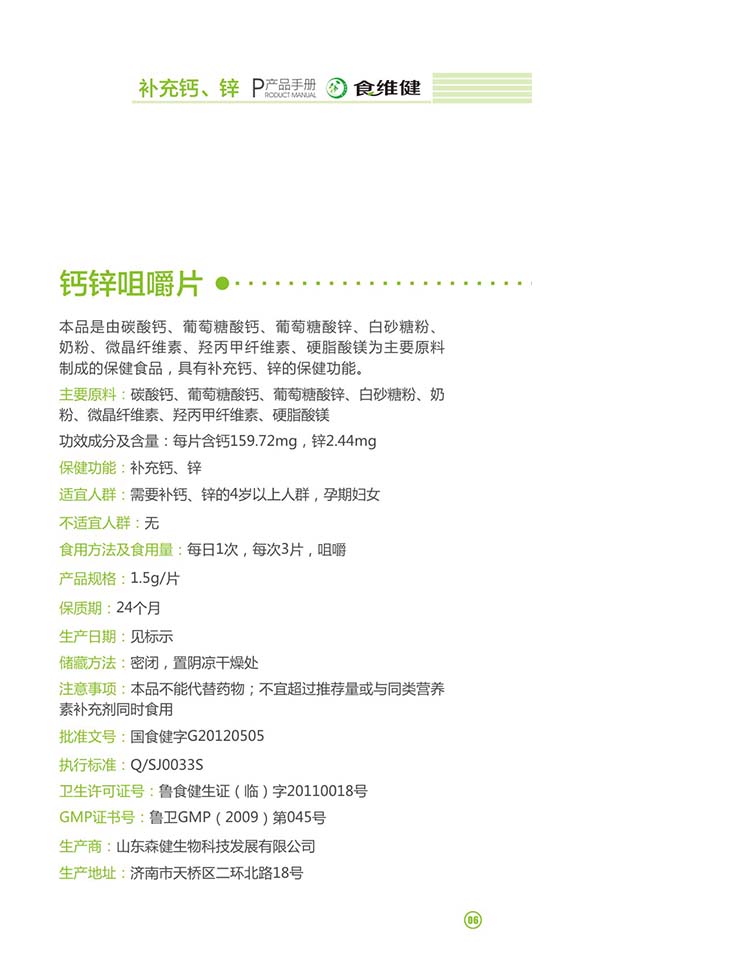 补充钙、锌 产品手册 PRODUCT MANUAL 食维健
钙锌咀嚼片
本品是由碳酸钙、葡萄糖酸钙、葡萄糖酸锌、白砂糖粉、
奶粉、微晶纤维素、羟丙甲纤维素、硬脂酸镁为主要原料
制成的保健食品，具有补充钙、锌的保健功能。
主要原料：碳酸钙、葡萄糖酸钙、葡萄糖酸锌、白砂糖粉、奶
粉、微晶纤维素、羟丙甲纤维素、硬脂酸镁
功效成分及含量：每片含钙159.72mg，锌2.44mg
保健功能：补充钙、锌
适宜人群：需要补钙、锌的4岁以上人群，孕期妇女
不适宜人群：无
食用方法及食用量：每日1次，每次3片，咀嚼
产品规格：1.5g/片
保质期：24个月
生产日期：见标示
储藏方法：密闭，置阴凉干燥处
注意事项：本品不能代替药物；不宜超过推荐量或与同类营养
素补充剂同时食用
批准文号：国食健字G20120505
执行标准：Q/SJ0033S
卫生许可证号：鲁食健生证（临）字20110018号
GMP证书号：鲁卫GMP（2009）第045号
生产商：山东森健生物科技发展有限公司
生产地址：济南市天桥区二环北路18号
06